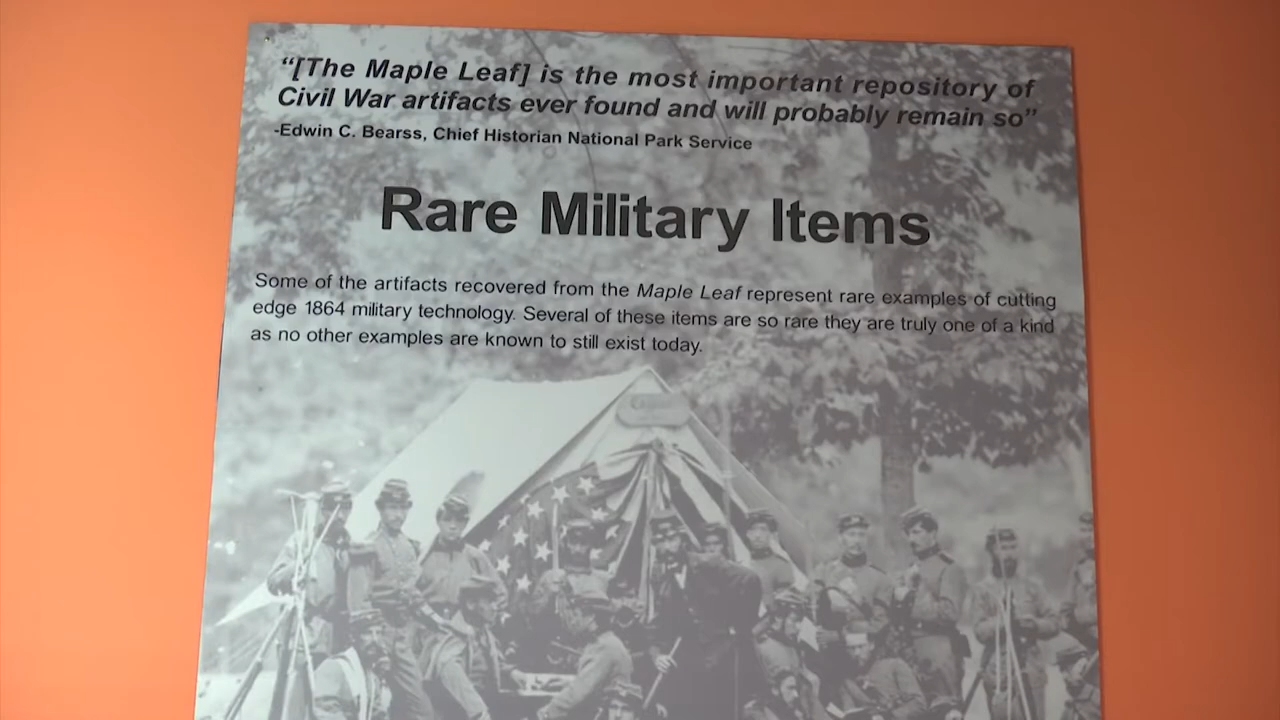 “[The Maple Leaf] is the most important repository of
Civil War artifacts ever found and will probably remain so”
-Edwin C. Bearss, Chief Historian National Park Service
Rare Military Items
Some of the artifacts recovered from the Maple Leaf represent rare examples of cutting
edge 1864 military technology. Several of these items are so rare they are truly one of a kind
as no other examples are known to still exist today.